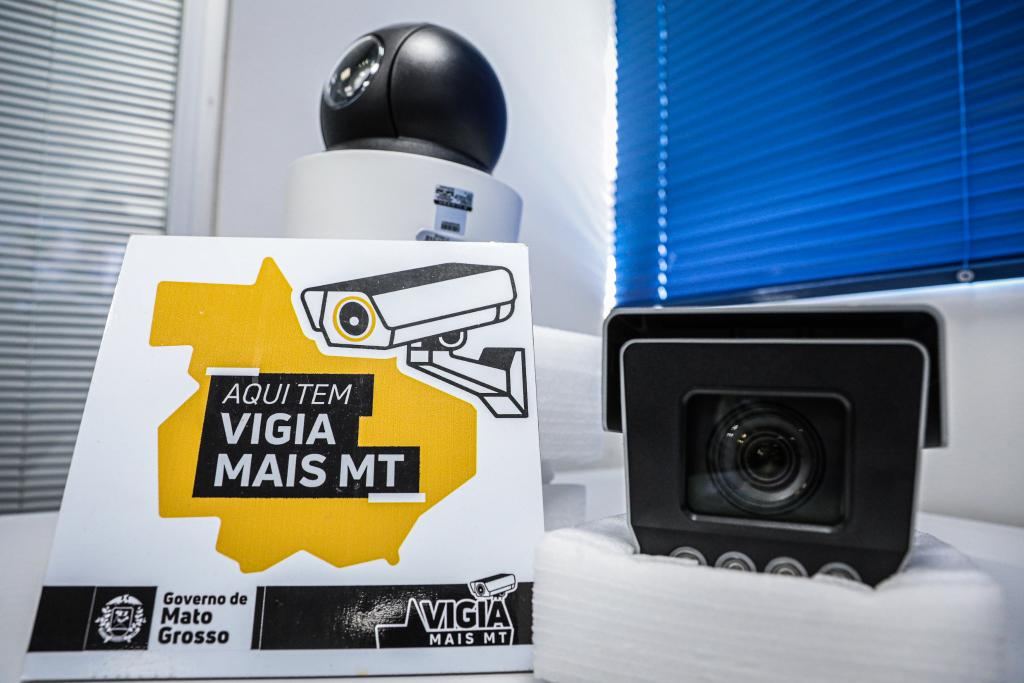 AQUI TEM
VIGIA
MAIS MT
Governo de
Mato
Grosso
VIGIA
MAIS MT